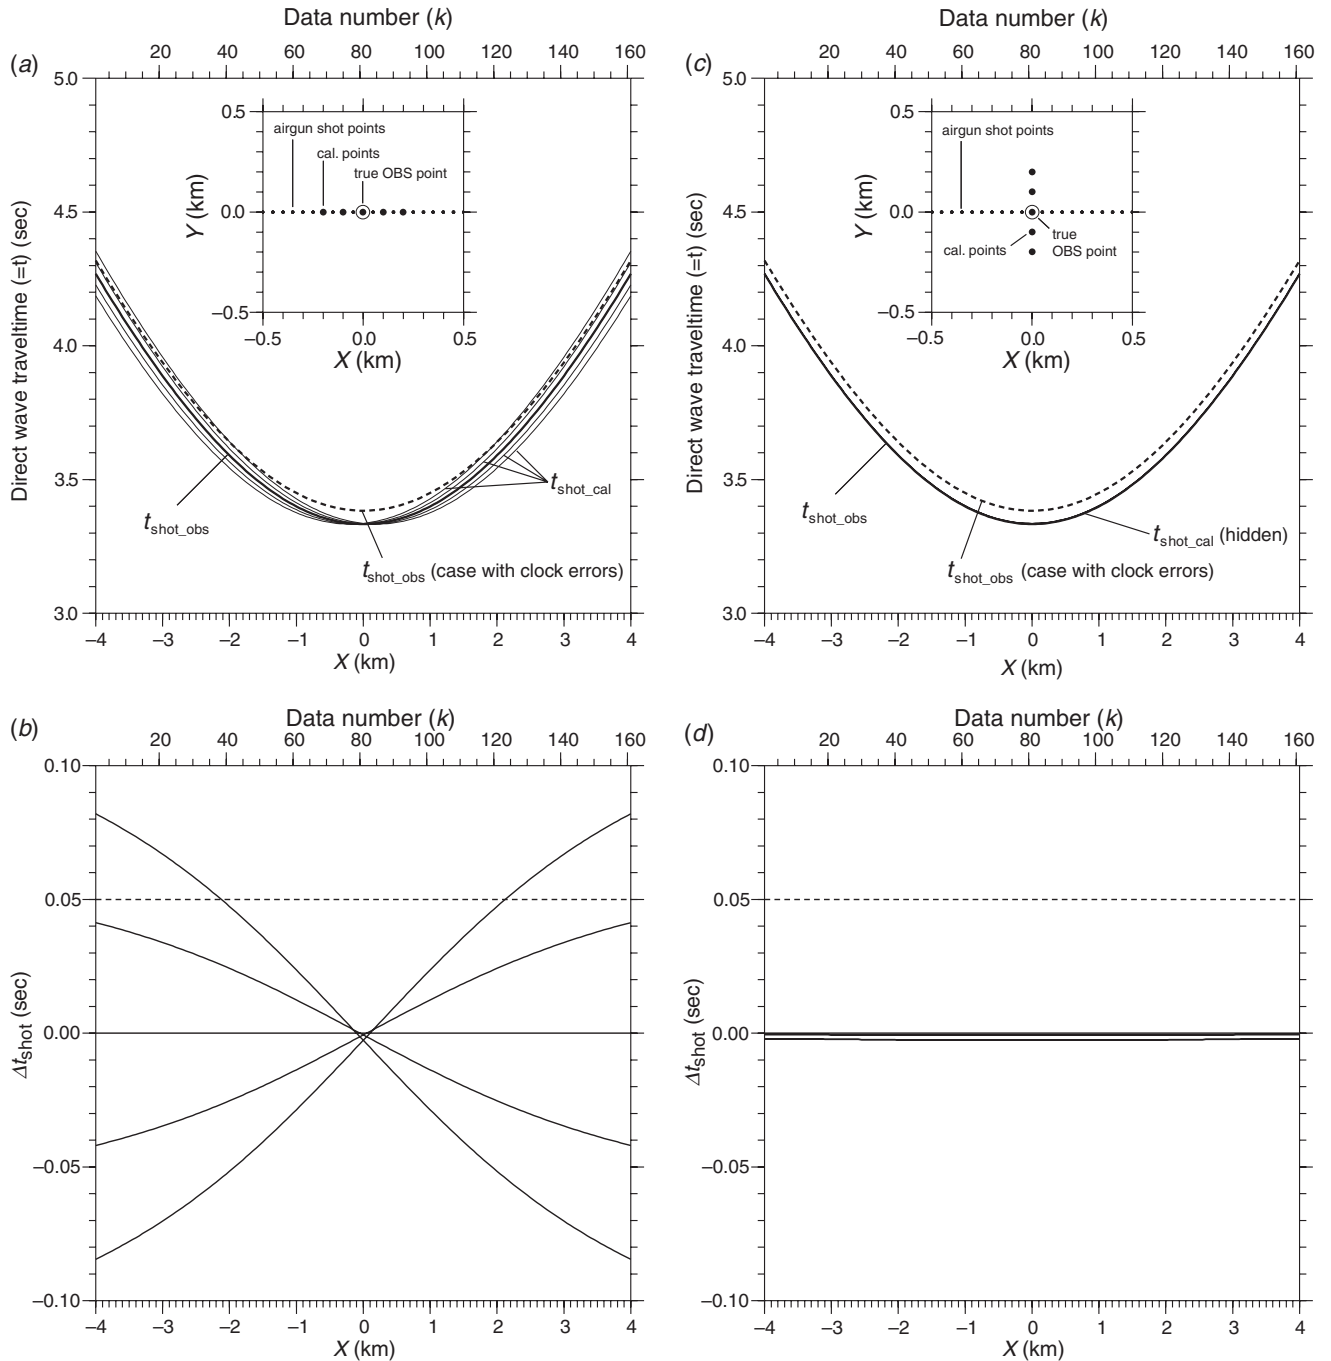 (a)
Data number (k)
20 40 60 80 100 120 140 160
5.0
4.5
4.0
3.5
3.0
Direct wave traveltime (=t) (sec)
0.5
0.0
−0.5
Y (km)
airgun shot points
cal. points
true OBS point
−0.5 0.0 0.5
X (km)
tshot_obs
tshot_cal
tshot_obs (case with clock errors)
−4 −3 −2 −1 0 1 2 3 4
X (km)
(c)
Data number (k)
20 40 60 80 100 120 140 160
5.0
4.5
4.0
3.5
3.0
Direct wave traveltime (=t) (sec)
0.5
0.0
−0.5
Y (km)
airgun shot points
cal. points
true
OBS point
−0.5 0.0 0.5
X (km)
tshot_obs
tshot_cal (hidden)
tshot_obs (case with clock errors)
−4 −3 −2 −1 0 1 2 3 4
X (km)
(b)
Data number (k)
20 40 60 80 100 120 140 160
0.10
0.05
0.00
−0.05
−0.10
Δtshot (sec)
−4 −3 −2 −1 0 1 2 3 4
X (km)
(d)
Data number (k)
20 40 60 80 100 120 140 160
0.10
0.05
0.00
−0.05
−0.10
Δtshot (sec)
−4 −3 −2 −1 0 1 2 3 4
X (km)